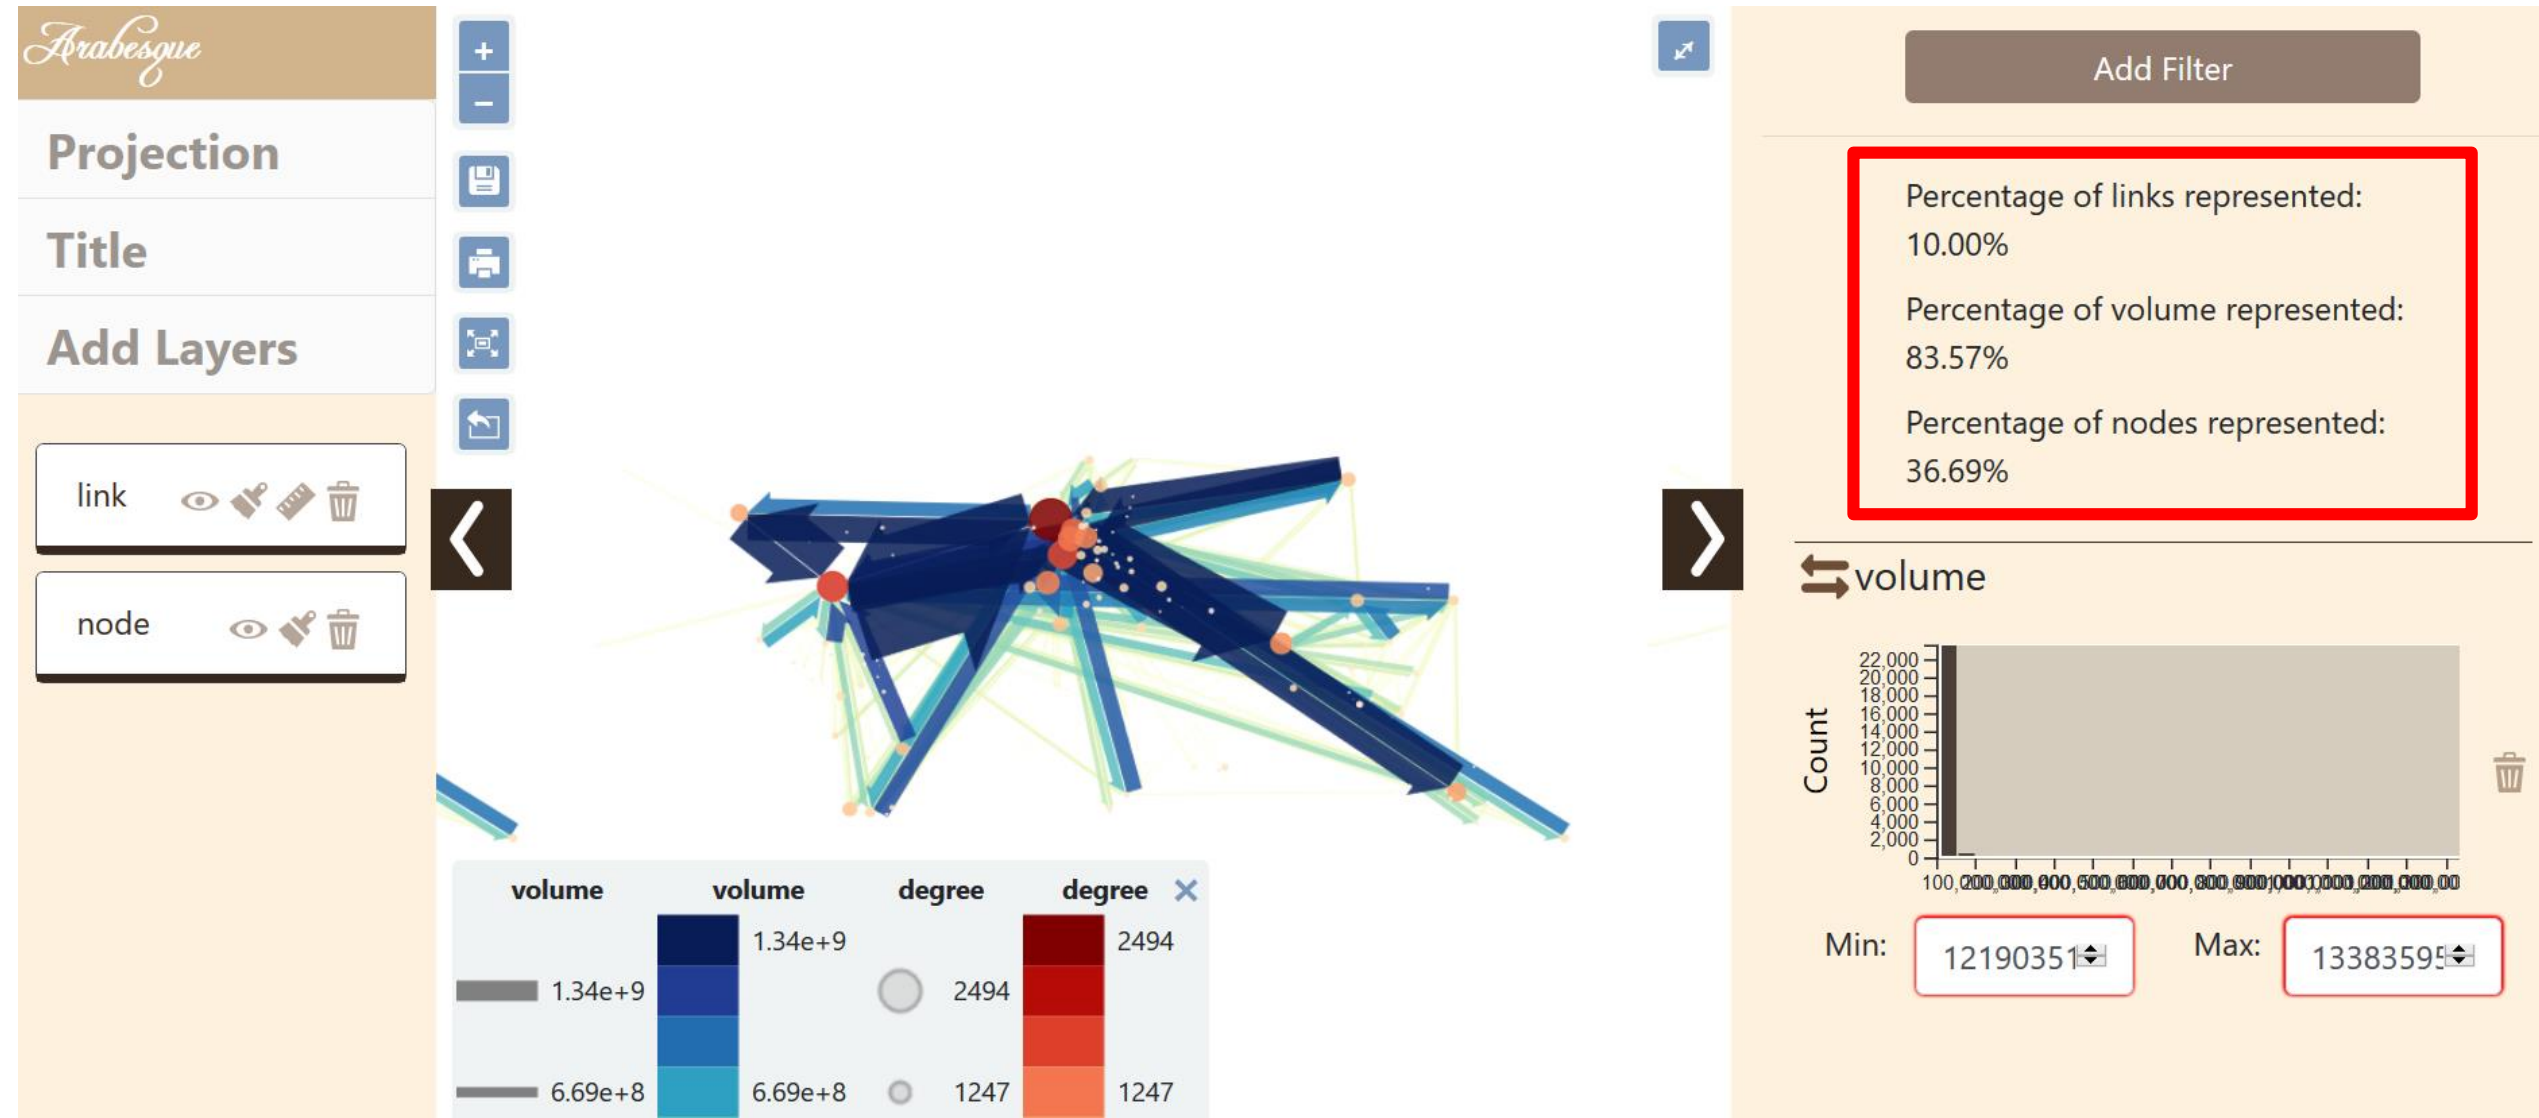 Arabesque
Projection
Title
Add Layers
link
node
+
−
Add Filter
Percentage of links represented:
10.00%
Percentage of volume represented:
83.57%
Percentage of nodes represented:
36.69%
volume
Count
22,000
20,000
18,000
16,000
14,000
12,000
10,000
8,000
6,000
4,000
2,000
0
Min: 12190351 Max: 13383595
volume volume degree degree
1.34e+9 2494
1.34e+9 2494
6.69e+8 6.69e+8 1247 1247